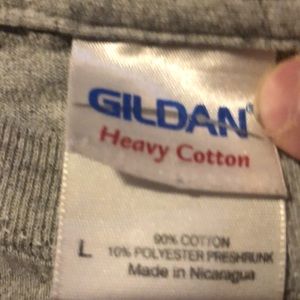 GILDAN®
Heavy Cotton
L
90% COTTON
10% POLYESTER PRESHRUNK
Made in Nicaragua